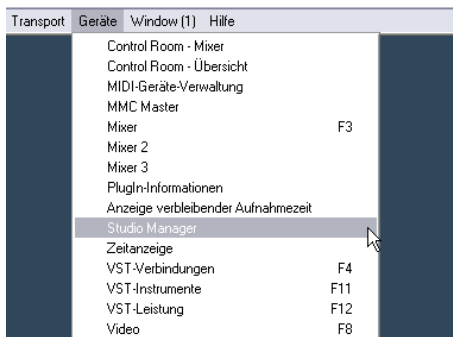 Transport Geräte Window (1) Hilfe
Control Room - Mixer
Control Room - Übersicht
MIDI-Geräte-Verwaltung
MMC Master
Mixer F3
Mixer 2
Mixer 3
PlugIn-Informationen
Anzeige verbleibender Aufnahmezeit
Studio Manager
Zeitanzeige
VST-Verbindungen F4
VST-Instrumente F11
VST-Leistung F12
Video F8